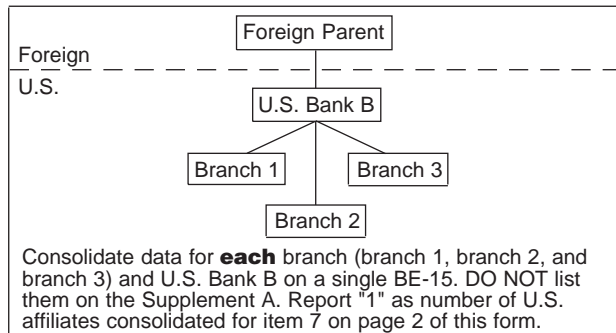 Foreign Parent
Foreign
U.S.
U.S. Bank B
Branch 1
Branch 3
Branch 2
Consolidate data for each branch (branch 1, branch 2, and
branch 3) and U.S. Bank B on a single BE-15. DO NOT list
them on the Supplement A. Report "1" as number of U.S.
affiliates consolidated for item 7 on page 2 of this form.